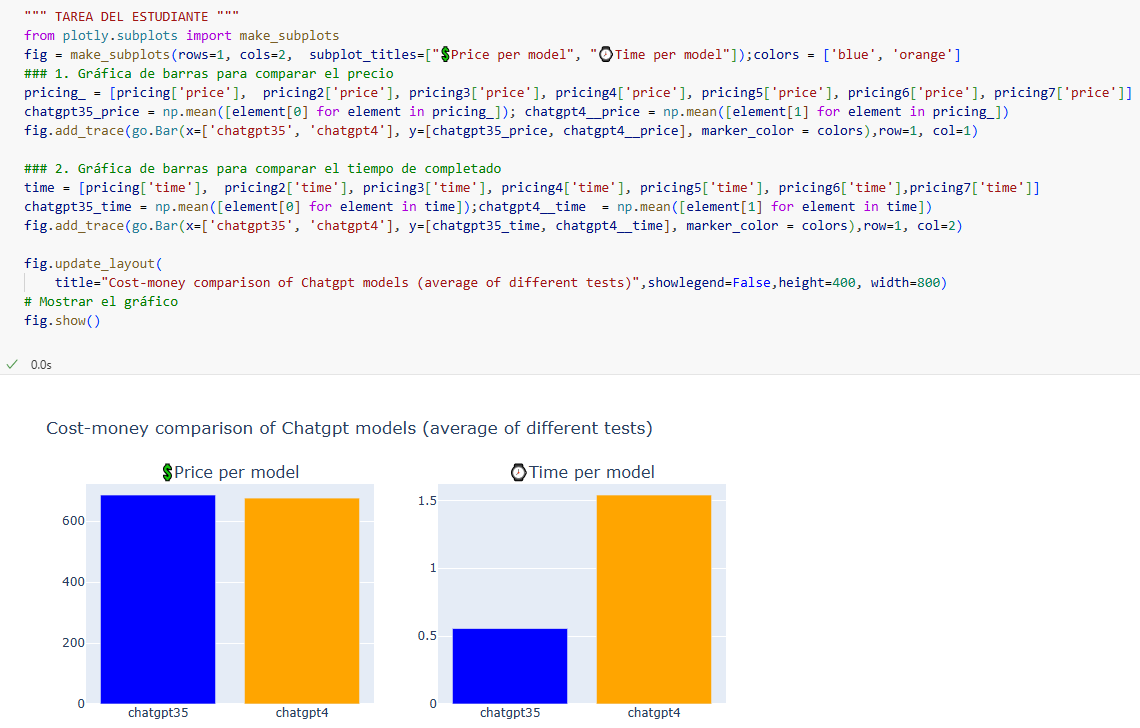 """ TAREA DEL ESTUDIANTE """
from plotly.subplots import make_subplots
fig = make_subplots(rows=1, cols=2,  subplot_titles=["💲Price per model", "⌚Time per model"]);colors = ['blue', 'orange']
### 1. Gráfica de barras para comparar el precio
pricing_ = [pricing['price'],  pricing2['price'], pricing3['price'], pricing4['price'], pricing5['price'], pricing6['price'], pricing7['price']]
chatgpt35_price = np.mean([element[0] for element in pricing_]); chatgpt4__price = np.mean([element[1] for element in pricing_])
fig.add_trace(go.Bar(x=['chatgpt35', 'chatgpt4'], y=[chatgpt35_price, chatgpt4__price], marker_color = colors),row=1, col=1)
### 2. Gráfica de barras para comparar el tiempo de completado
time = [pricing['time'],  pricing2['time'], pricing3['time'], pricing4['time'], pricing5['time'], pricing6['time'],pricing7['time']]
chatgpt35_time = np.mean([element[0] for element in time]);chatgpt4__time  = np.mean([element[1] for element in time])
fig.add_trace(go.Bar(x=['chatgpt35', 'chatgpt4'], y=[chatgpt35_time, chatgpt4__time], marker_color = colors),row=1, col=2)
fig.update_layout(
    title="Cost-money comparison of Chatgpt models (average of different tests)",showlegend=False,height=400, width=800)
# Mostrar el gráfico
fig.show()
✓ 0.0s
Cost-money comparison of Chatgpt models (average of different tests)
💲Price per model
600
400
200
0
chatgpt35 chatgpt4
⌚Time per model
1.5
1
0.5
0
chatgpt35 chatgpt4